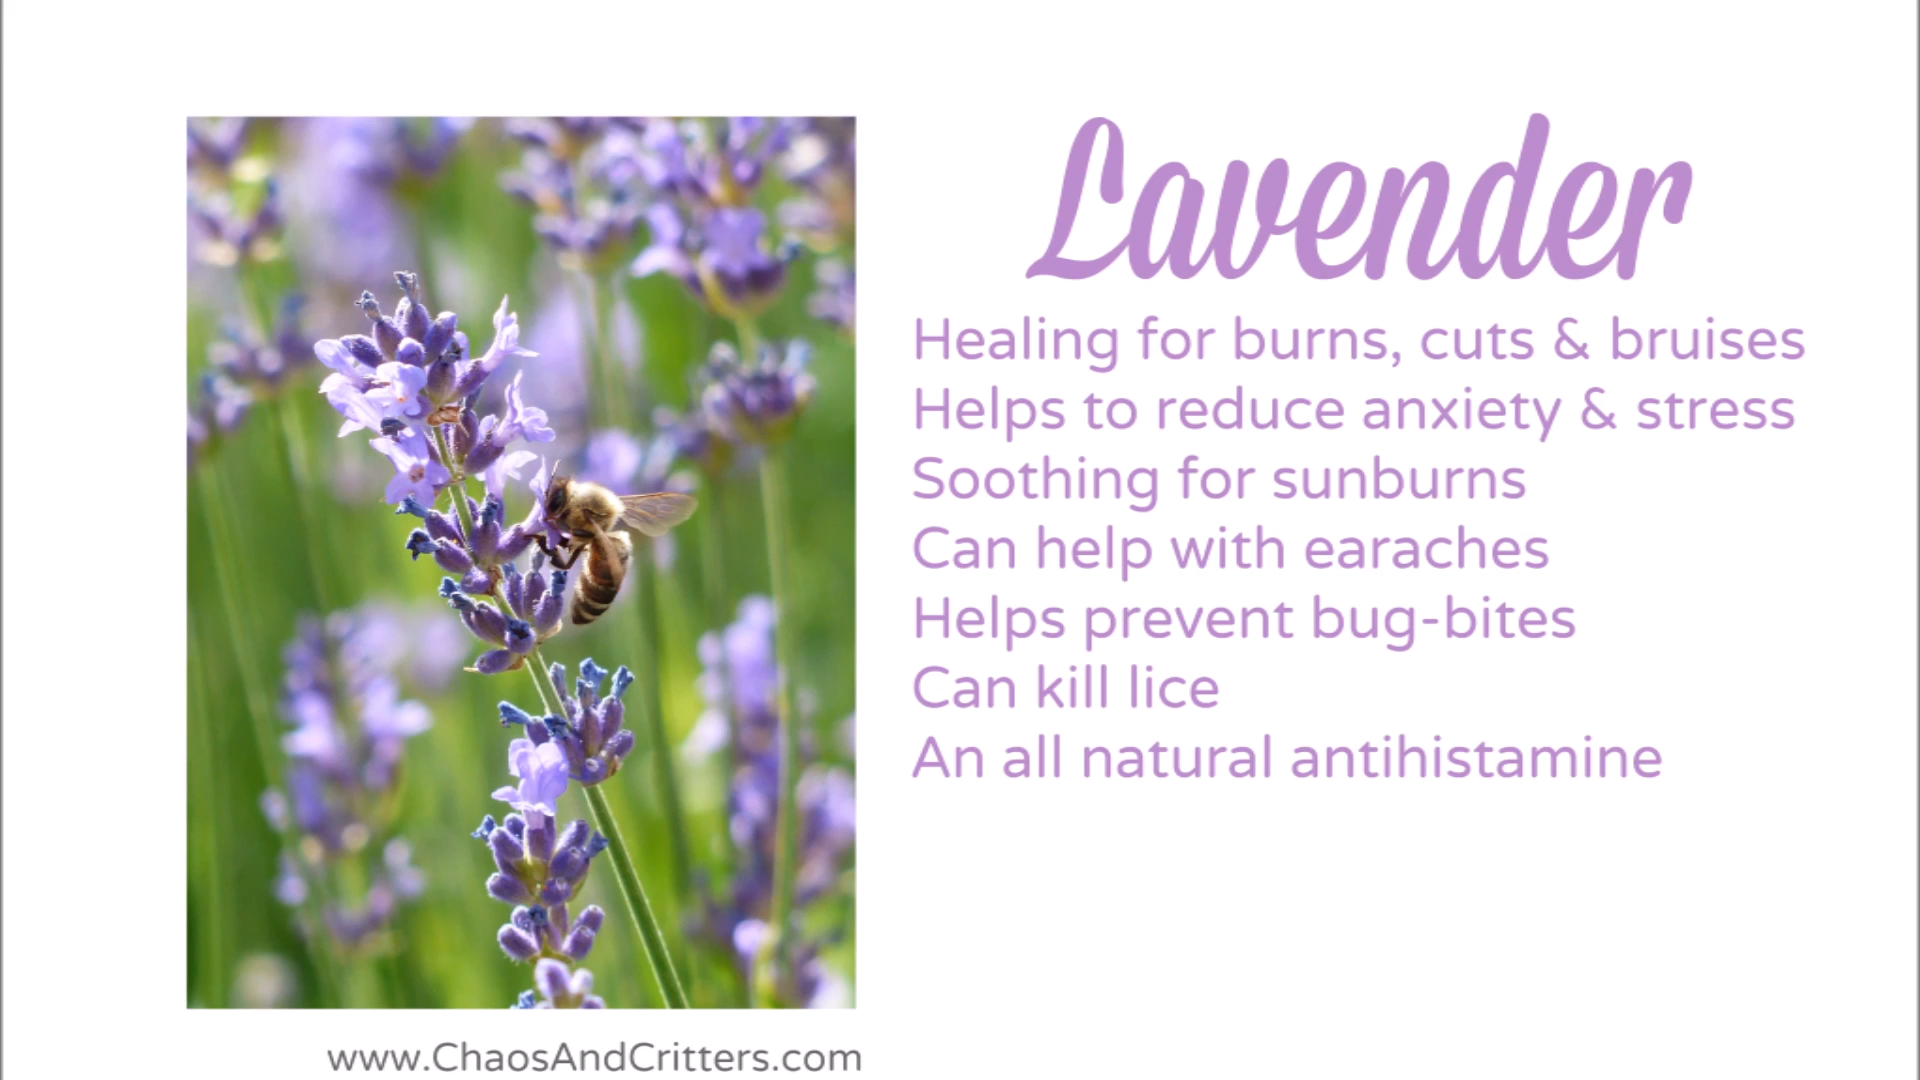 Lavender
Healing for burns, cuts & bruises
Helps to reduce anxiety & stress
Soothing for sunburns
Can help with earaches
Helps prevent bug-bites
Can kill lice
An all natural antihistamine
www.ChaosAndCritters.com